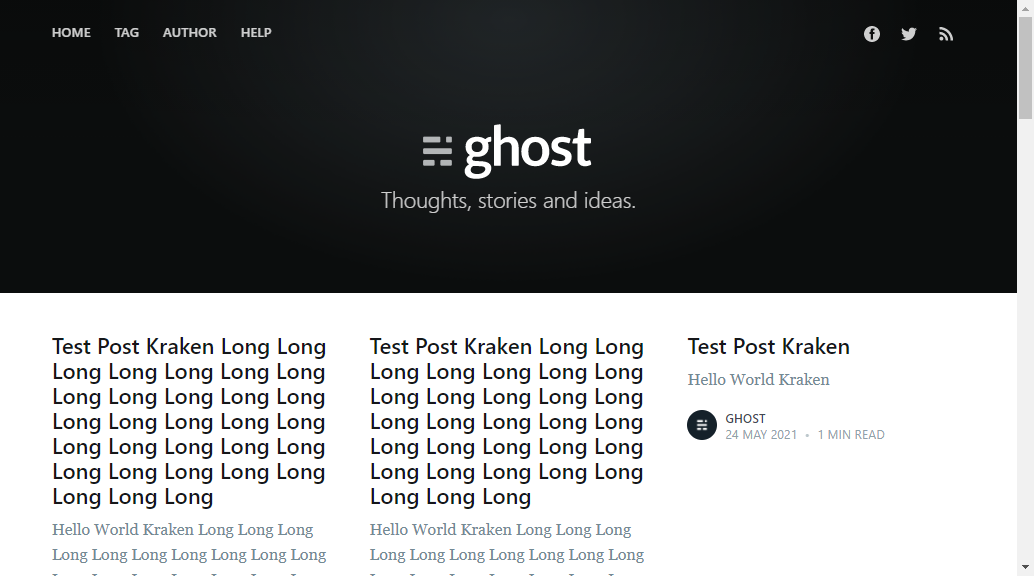 HOME TAG AUTHOR HELP
ghost
Thoughts, stories and ideas.
Test Post Kraken Long Long
Long Long Long Long Long
Long Long Long Long Long
Long Long Long Long Long
Long Long Long Long Long
Long Long Long Long Long
Long Long Long
Hello World Kraken Long Long Long
Long Long Long Long Long Long Long
Test Post Kraken Long Long
Long Long Long Long Long
Long Long Long Long Long
Long Long Long Long Long
Long Long Long Long Long
Long Long Long Long Long
Long Long Long
Hello World Kraken Long Long Long
Long Long Long Long Long Long Long
Test Post Kraken
Hello World Kraken
GHOST
24 MAY 2021 • 1 MIN READ